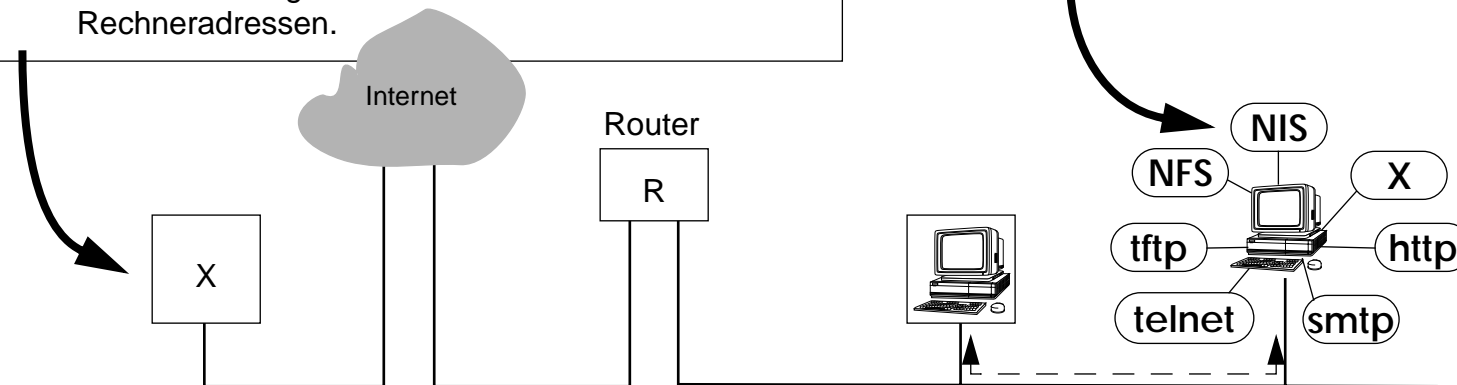 Rechneradressen.
Internet
Router
R
X
NIS
NFS
X
tftp
http
telnet
smtp